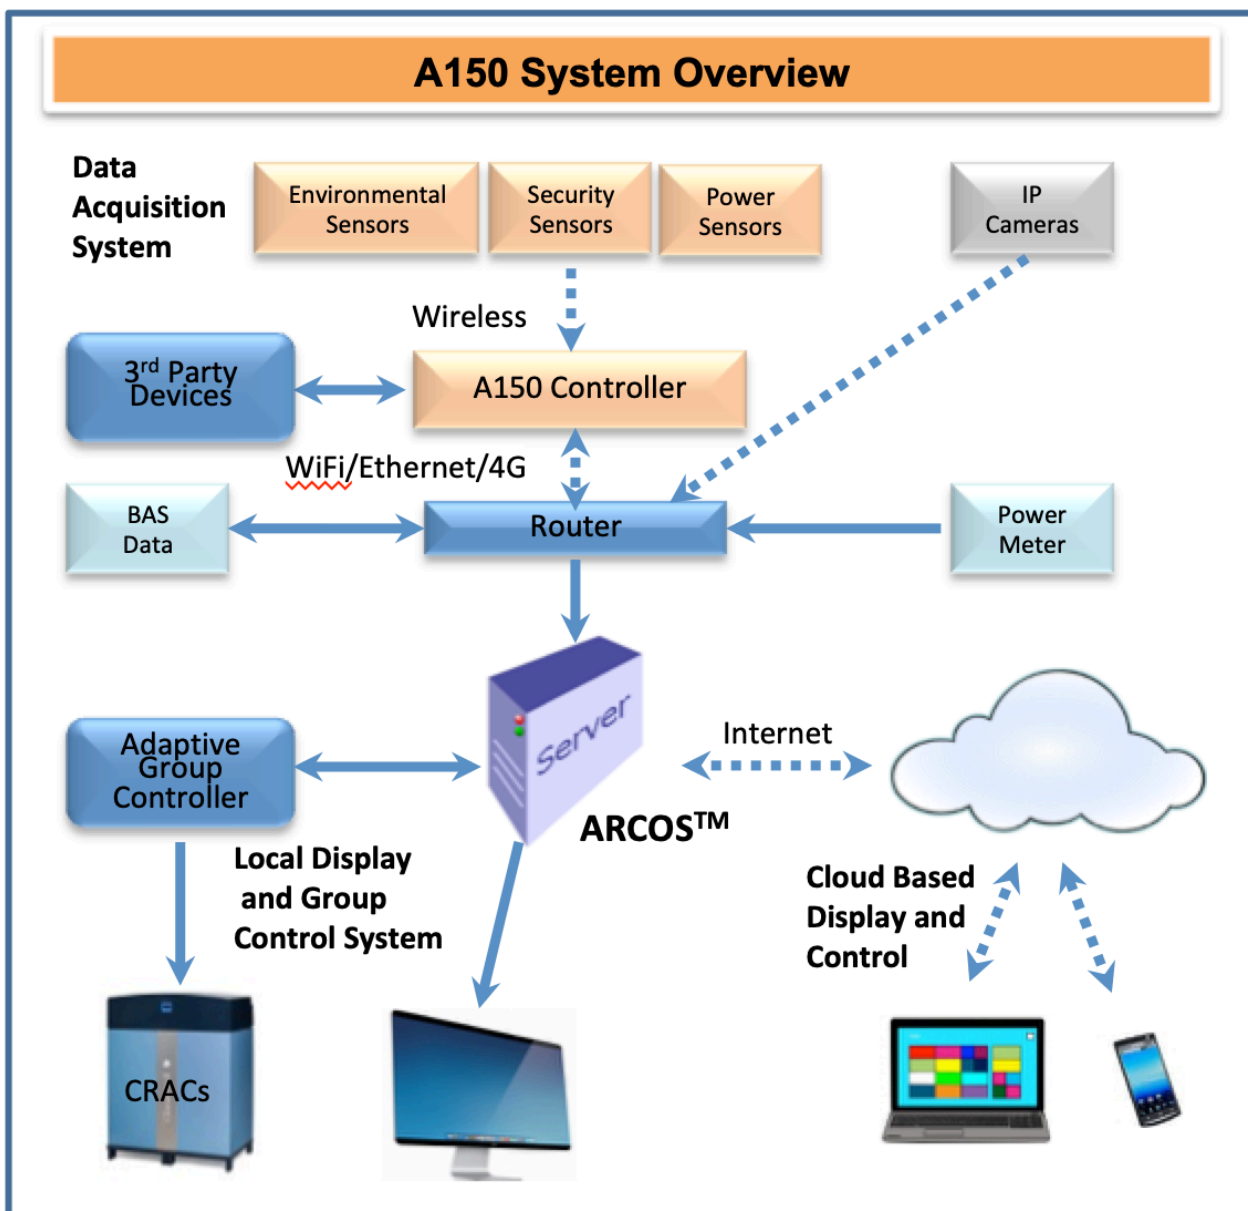 A150 System Overview
Data
Acquisition
System
Environmental
Sensors
Security
Sensors
Power
Sensors
IP
Cameras
Wireless
3rd Party
Devices
A150 Controller
WiFi/Ethernet/4G
BAS
Data
Router
Power
Meter
Server
Internet
Adaptive
Group
Controller
ARCOS™
Local Display
and Group
Control System
Cloud Based
Display and
Control
CRACs